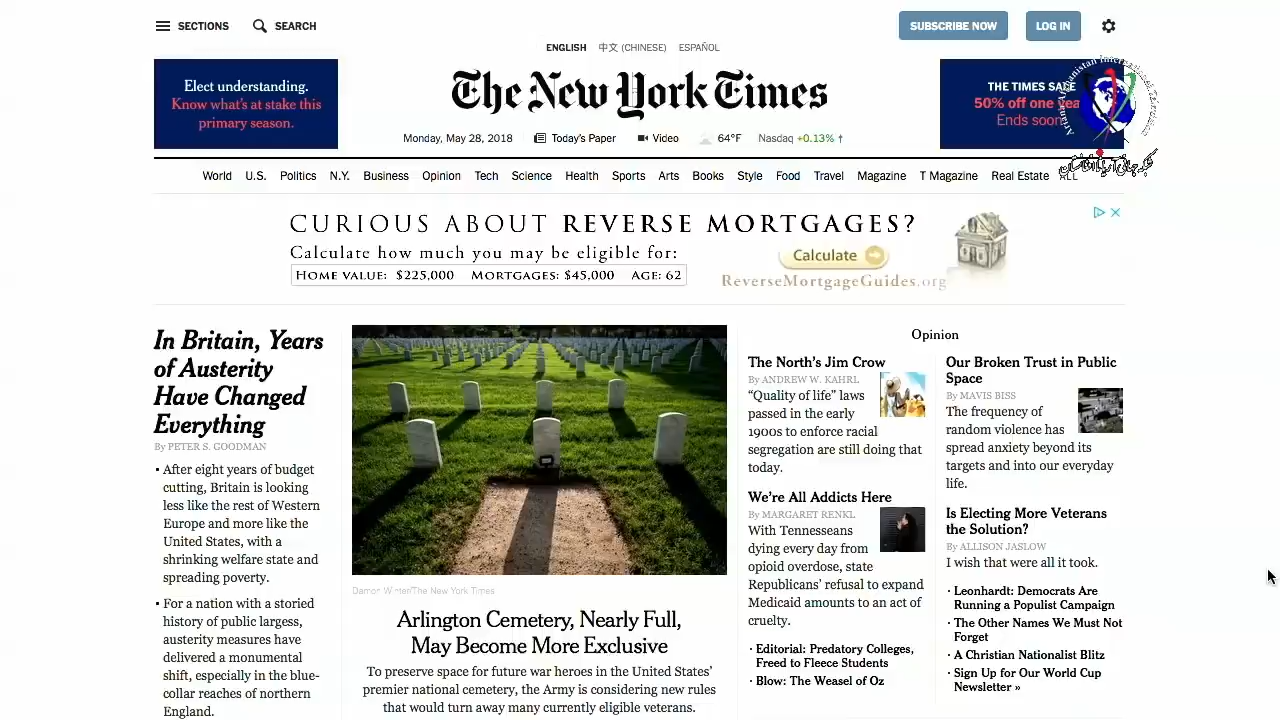 SECTIONS
SEARCH
SUBSCRIBE NOW
LOG IN
ENGLISH 中文 (CHINESE) ESPAÑOL
Elect understanding.
Know what's at stake this
primary season.
The New York Times
THE TIMES SALE
50% off one yea
Ends soon
Monday, May 28, 2018
Today's Paper
Video
64°F
Nasdaq +0.13% ↑
World U.S. Politics N.Y. Business Opinion Tech Science Health Sports Arts Books Style Food Travel Magazine T Magazine Real Estate ALL
CURIOUS ABOUT REVERSE MORTGAGES?
Calculate how much you may be eligible for:
HOME VALUE: $225,000 MORTGAGES: $45,000 AGE: 62
Calculate
ReverseMortgageGuides.org
In Britain, Years
of Austerity
Have Changed
Everything
By PETER S. GOODMAN
• After eight years of budget
cutting, Britain is looking
less like the rest of Western
Europe and more like the
United States, with a
shrinking welfare state and
spreading poverty.
• For a nation with a storied
history of public largess,
austerity measures have
delivered a monumental
shift, especially in the blue-
collar reaches of northern
England.
Damon Winter/The New York Times
Arlington Cemetery, Nearly Full,
May Become More Exclusive
To preserve space for future war heroes in the United States'
premier national cemetery, the Army is considering new rules
that would turn away many currently eligible veterans.
Opinion
The North's Jim Crow
By ANDREW W. KAHRL
“Quality of life” laws
passed in the early
1900s to enforce racial
segregation are still doing that
today.
We're All Addicts Here
By MARGARET RENKL
With Tennesseans
dying every day from
opioid overdose, state
Republicans' refusal to expand
Medicaid amounts to an act of
cruelty.
• Editorial: Predatory Colleges,
Freed to Fleece Students
• Blow: The Weasel of Oz
Our Broken Trust in Public
Space
By MAVIS BISS
The frequency of
random violence has
spread anxiety beyond its
targets and into our everyday
life.
Is Electing More Veterans
the Solution?
By ALLISON JASLOW
I wish that were all it took.
• Leonhardt: Democrats Are
Running a Populist Campaign
• The Other Names We Must Not
Forget
• A Christian Nationalist Blitz
• Sign Up for Our World Cup
Newsletter »